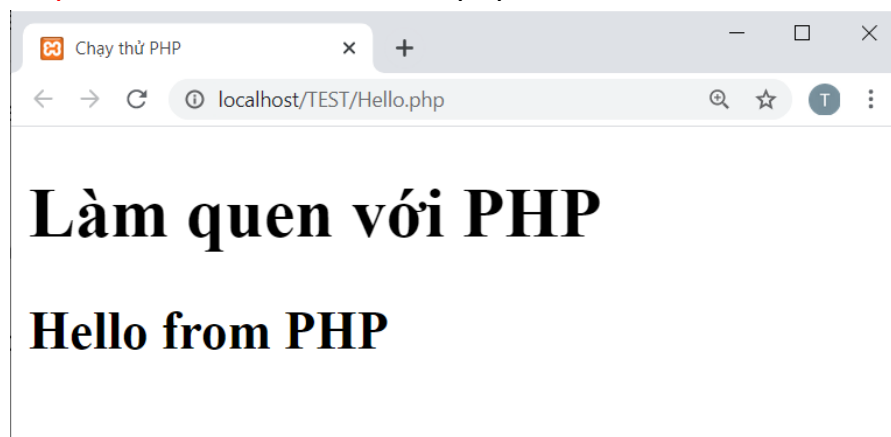 Chạy thử PHP
localhost/TEST/Hello.php
T
Làm quen với PHP
Hello from PHP